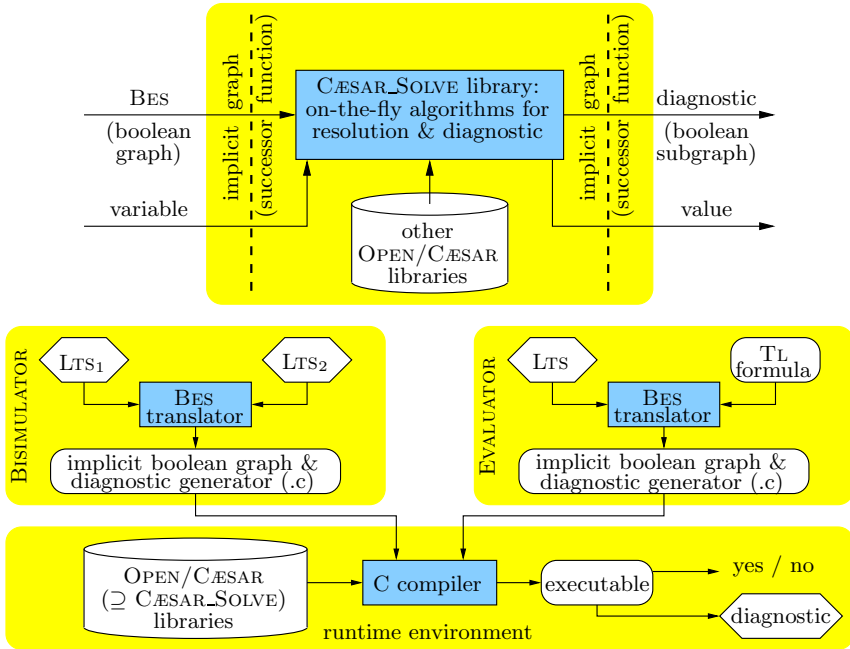 BES
(boolean
graph)
variable
implicit graph
(successor function)
CÆSAR_SOLVE library:
on-the-fly algorithms for
resolution & diagnostic
other
OPEN/CÆSAR
libraries
implicit graph
(successor function)
diagnostic
(boolean
subgraph)
value
BISIMULATOR
LTS₁
LTS₂
BES
translator
implicit boolean graph &
diagnostic generator (.c)
EVALUATOR
LTS
TL
formula
BES
translator
implicit boolean graph &
diagnostic generator (.c)
OPEN/CÆSAR
(⊇ CÆSAR_SOLVE)
libraries
C compiler
executable
yes / no
diagnostic
runtime environment